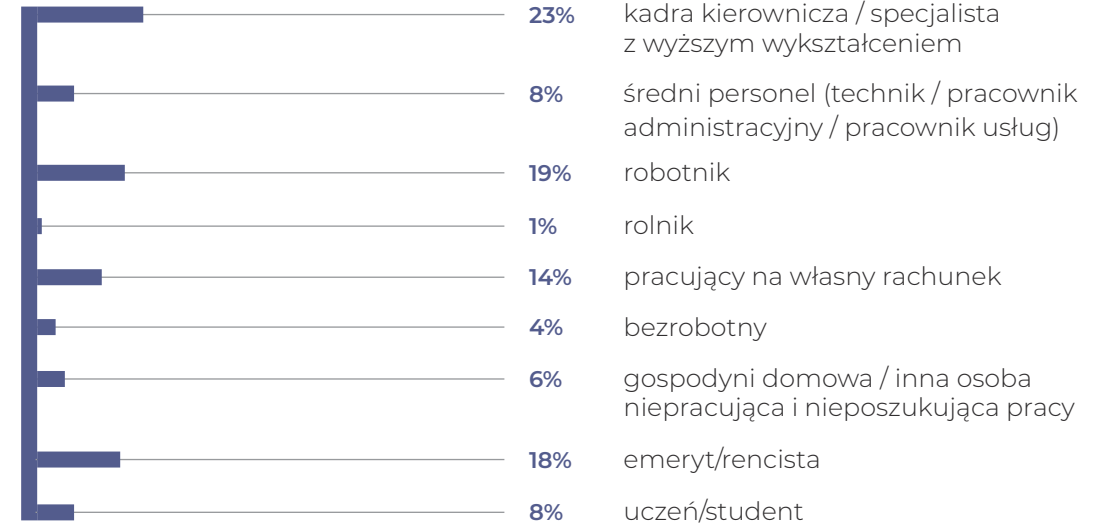 23% kadra kierownicza / specjalista
z wyższym wykształceniem
8% średni personel (technik / pracownik
administracyjny / pracownik usług)
19% robotnik
1% rolnik
14% pracujący na własny rachunek
4% bezrobotny
6% gospodyni domowa / inna osoba
niepracująca i nieposzukująca pracy
18% emeryt/rencista
8% uczeń/student